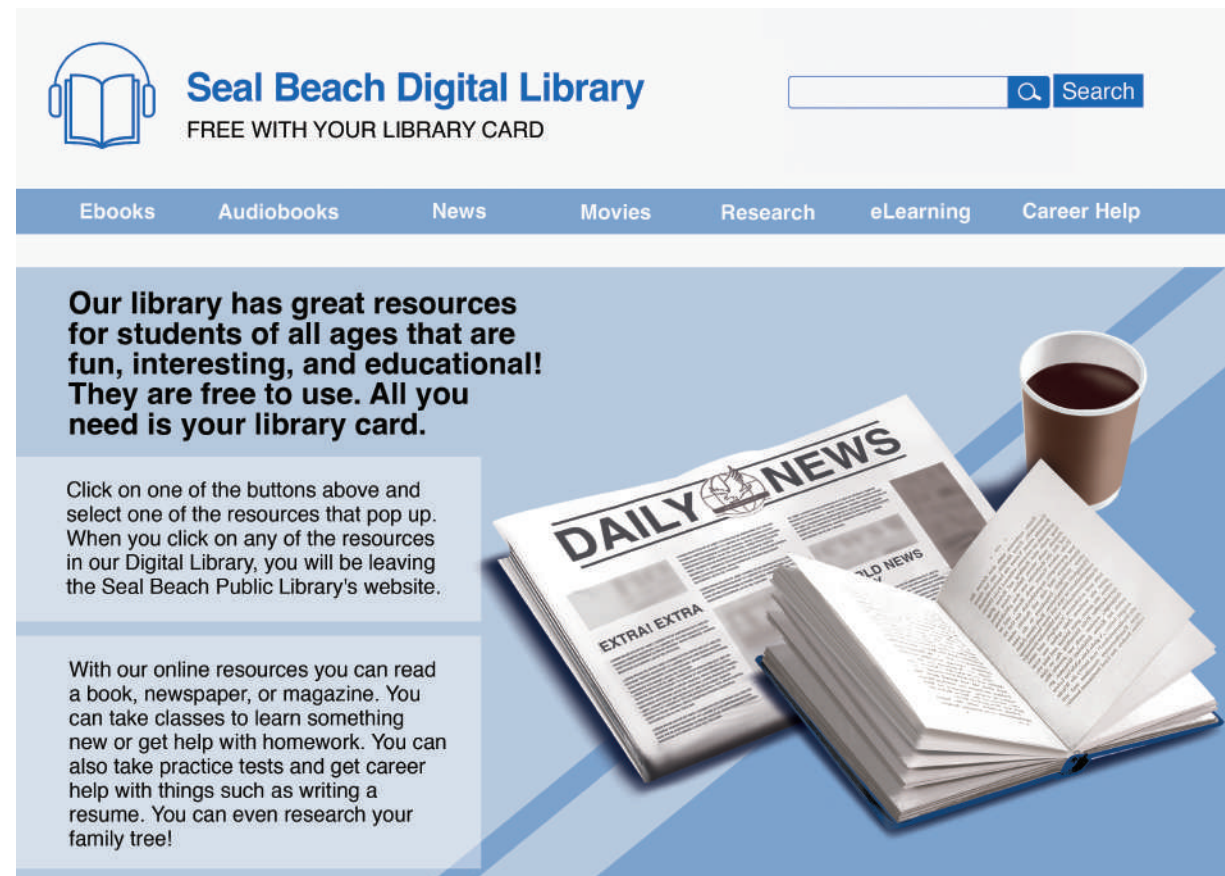 Seal Beach Digital Library
FREE WITH YOUR LIBRARY CARD
Search
Ebooks Audiobooks News Movies Research eLearning Career Help
Our library has great resources
for students of all ages that are
fun, interesting, and educational!
They are free to use. All you
need is your library card.
Click on one of the buttons above and
select one of the resources that pop up.
When you click on any of the resources
in our Digital Library, you will be leaving
the Seal Beach Public Library's website.
With our online resources you can read
a book, newspaper, or magazine. You
can take classes to learn something
new or get help with homework. You can
also take practice tests and get career
help with things such as writing a
resume. You can even research your
family tree!
DAILY NEWS
EXTRA! EXTRA
NEWS